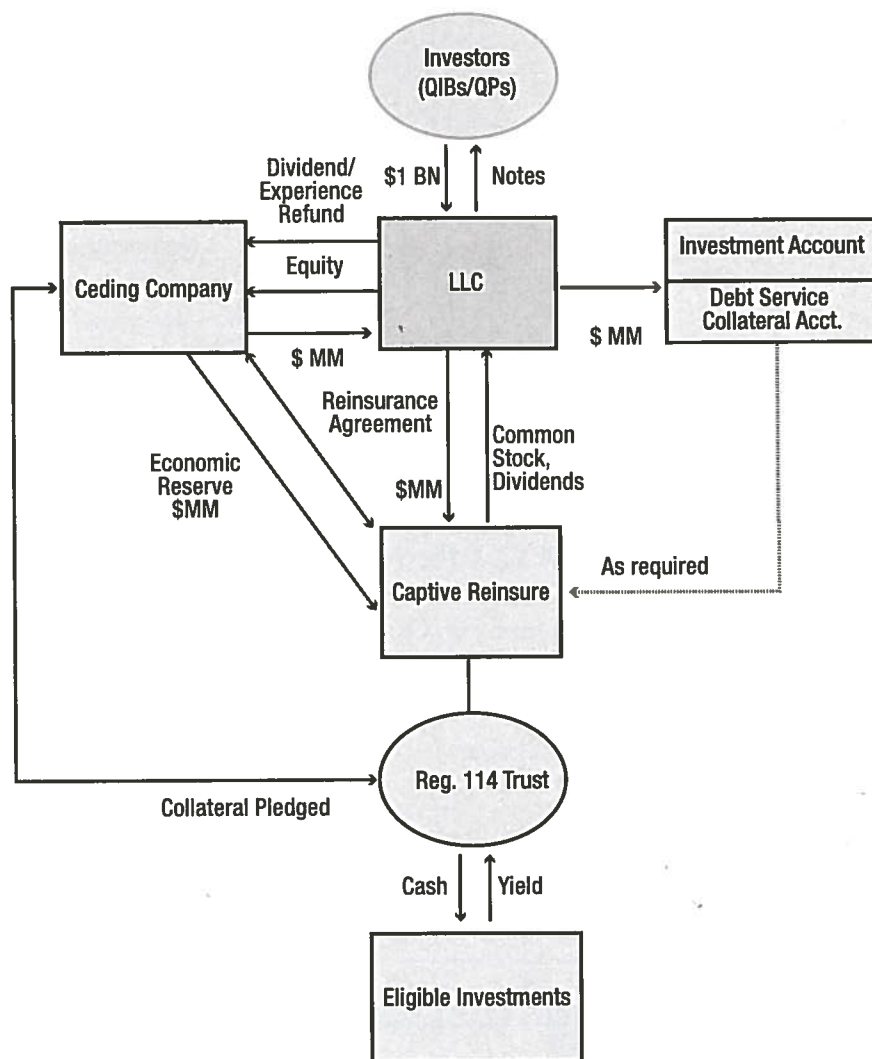 Investors
(QIBs/QPs)
$1 BN
Notes
Dividend/
Experience
Refund
Equity
$ MM
Ceding Company
LLC
Investment Account
Debt Service
Collateral Acct.
$ MM
Reinsurance
Agreement
$MM
Common
Stock,
Dividends
Economic
Reserve
$MM
As required
Captive Reinsure
Reg. 114 Trust
Collateral Pledged
Cash
Yield
Eligible Investments